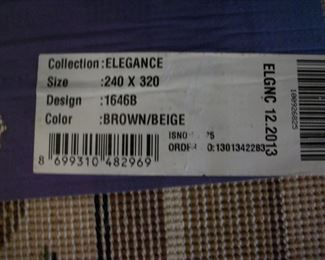 Collection :ELEGANCE
Size :240 X 320
Design :1646B
Color :BROWN/BEIGE
8 699310 482969
ELGNC 12.2013